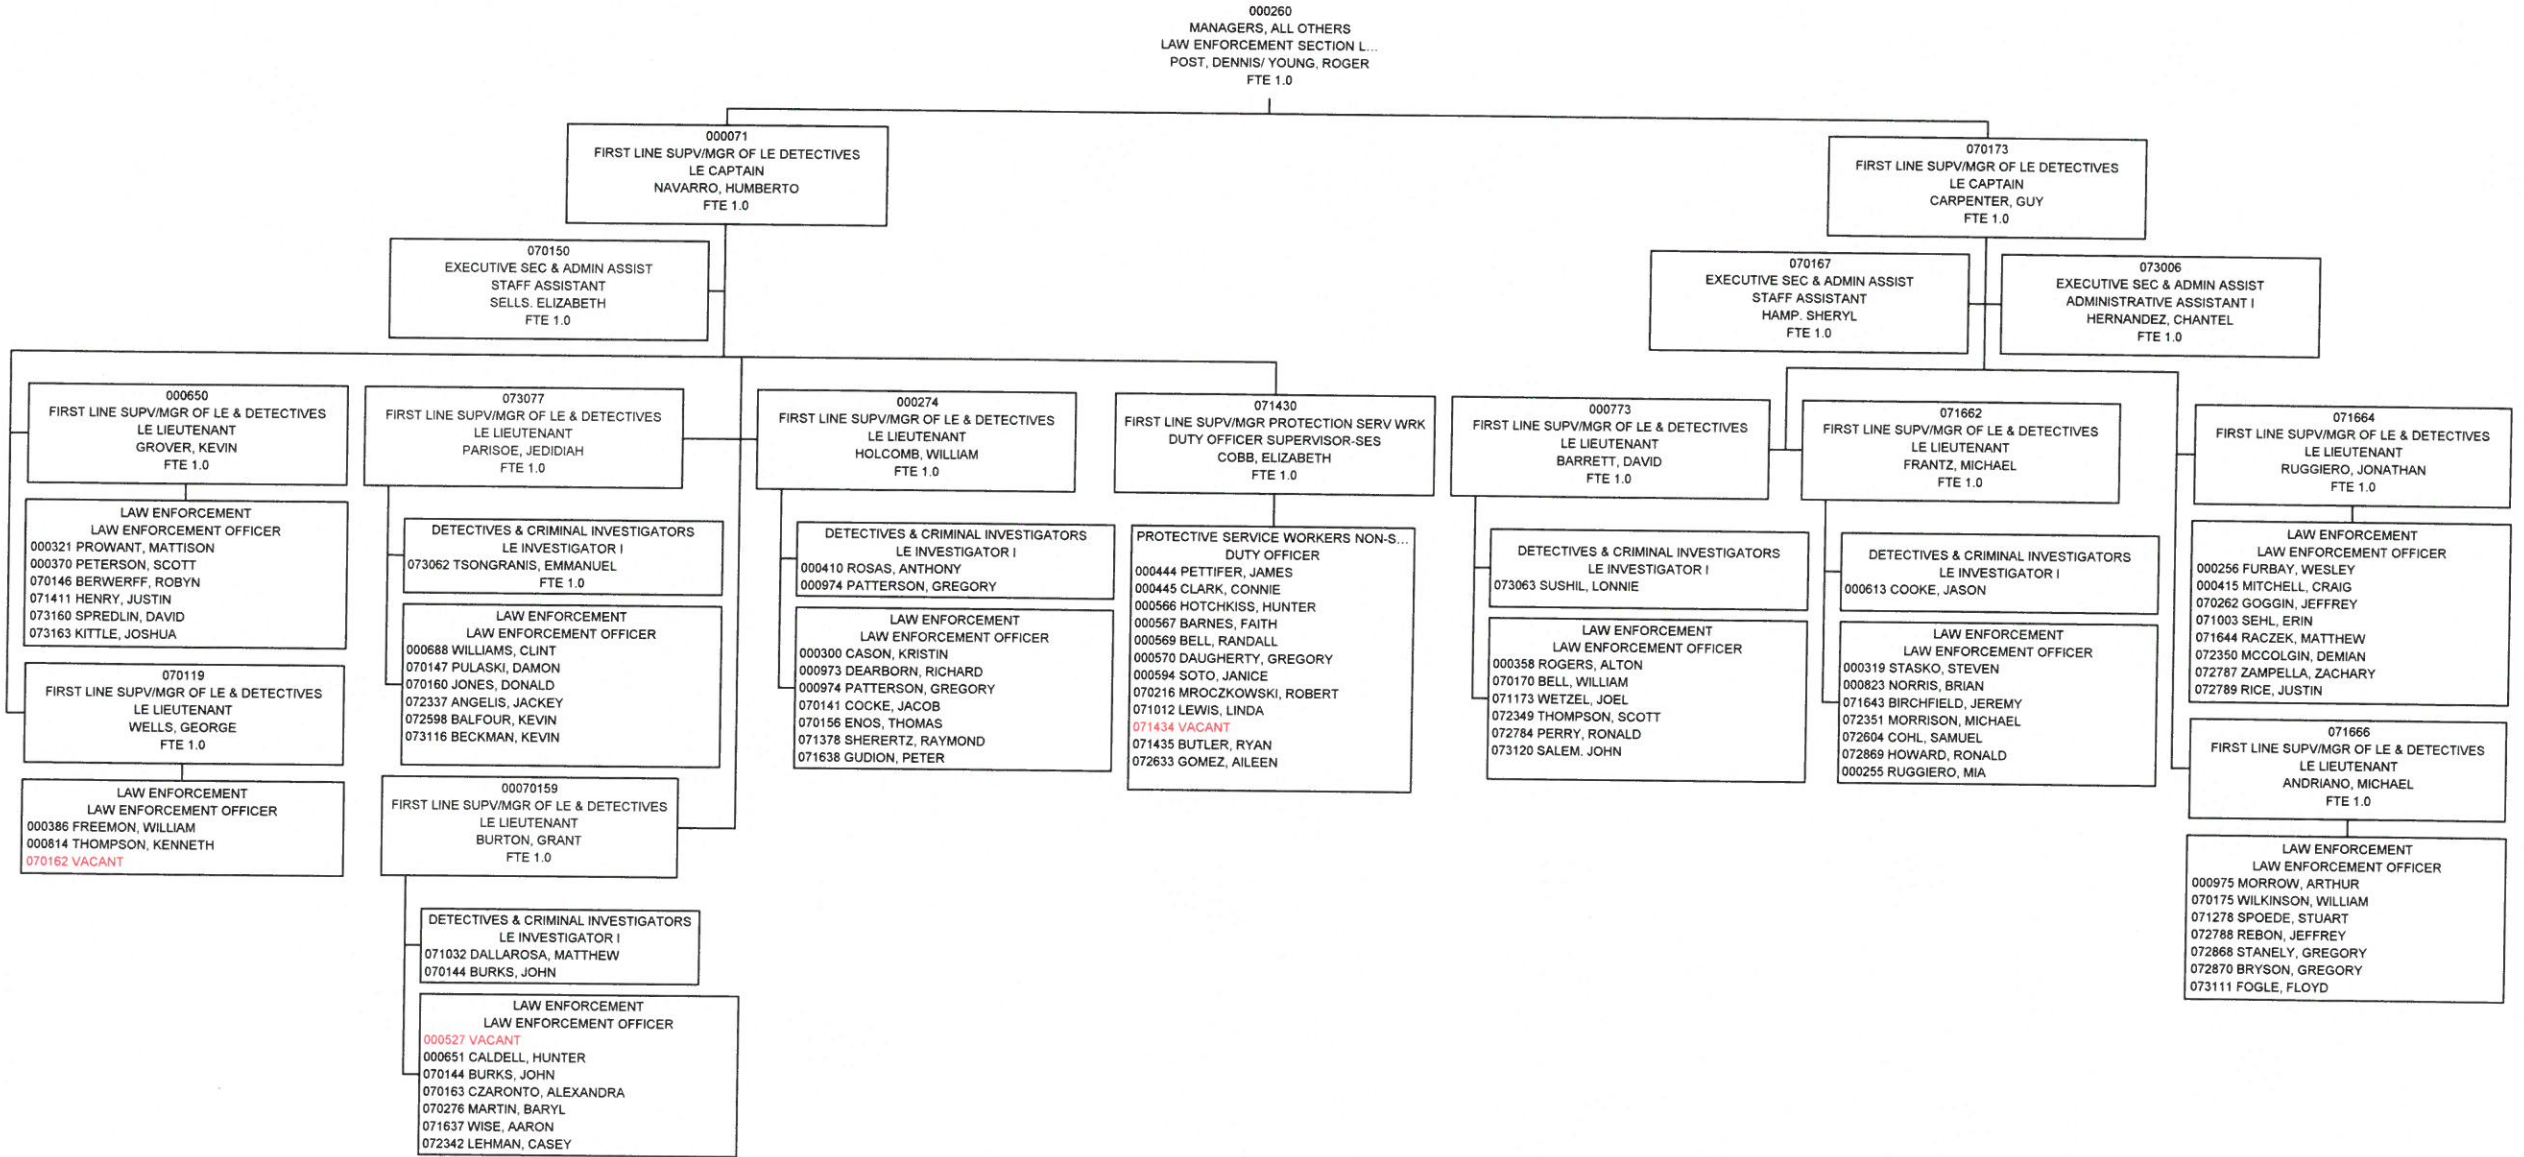 000260
MANAGERS, ALL OTHERS
LAW ENFORCEMENT SECTION L...
POST, DENNIS/ YOUNG, ROGER
FTE 1.0
000071
FIRST LINE SUPV/MGR OF LE DETECTIVES
LE CAPTAIN
NAVARRO, HUMBERTO
FTE 1.0
070173
FIRST LINE SUPV/MGR OF LE DETECTIVES
LE CAPTAIN
CARPENTER, GUY
FTE 1.0
070150
EXECUTIVE SEC & ADMIN ASSIST
STAFF ASSISTANT
SELLS. ELIZABETH
FTE 1.0
070167
EXECUTIVE SEC & ADMIN ASSIST
STAFF ASSISTANT
HAMP. SHERYL
FTE 1.0
073006
EXECUTIVE SEC & ADMIN ASSIST
ADMINISTRATIVE ASSISTANT I
HERNANDEZ, CHANTEL
FTE 1.0
000650
FIRST LINE SUPV/MGR OF LE & DETECTIVES
LE LIEUTENANT
GROVER, KEVIN
FTE 1.0
LAW ENFORCEMENT
LAW ENFORCEMENT OFFICER
000321 PROWANT, MATTISON
000370 PETERSON, SCOTT
070146 BERWERFF, ROBYN
071411 HENRY, JUSTIN
073160 SPREDLIN, DAVID
073163 KITTLE, JOSHUA
070119
FIRST LINE SUPV/MGR OF LE & DETECTIVES
LE LIEUTENANT
WELLS, GEORGE
FTE 1.0
LAW ENFORCEMENT
LAW ENFORCEMENT OFFICER
000386 FREEMON, WILLIAM
000814 THOMPSON, KENNETH
070162 VACANT
073077
FIRST LINE SUPV/MGR OF LE & DETECTIVES
LE LIEUTENANT
PARISOE, JEDIDIAH
FTE 1.0
DETECTIVES & CRIMINAL INVESTIGATORS
LE INVESTIGATOR I
073062 TSONGRANIS, EMMANUEL
FTE 1.0
LAW ENFORCEMENT
LAW ENFORCEMENT OFFICER
000688 WILLIAMS, CLINT
070147 PULASKI, DAMON
070160 JONES, DONALD
072337 ANGELIS, JACKEY
072598 BALFOUR, KEVIN
073116 BECKMAN, KEVIN
00070159
FIRST LINE SUPV/MGR OF LE & DETECTIVES
LE LIEUTENANT
BURTON, GRANT
FTE 1.0
DETECTIVES & CRIMINAL INVESTIGATORS
LE INVESTIGATOR I
071032 DALLAROSA, MATTHEW
070144 BURKS, JOHN
LAW ENFORCEMENT
LAW ENFORCEMENT OFFICER
000527 VACANT
000651 CALDELL, HUNTER
070144 BURKS, JOHN
070163 CZARONTO, ALEXANDRA
070276 MARTIN, BARYL
071637 WISE, AARON
072342 LEHMAN, CASEY
000274
FIRST LINE SUPV/MGR OF LE & DETECTIVES
LE LIEUTENANT
HOLCOMB, WILLIAM
FTE 1.0
DETECTIVES & CRIMINAL INVESTIGATORS
LE INVESTIGATOR I
000410 ROSAS, ANTHONY
000974 PATTERSON, GREGORY
LAW ENFORCEMENT
LAW ENFORCEMENT OFFICER
000300 CASON, KRISTIN
000973 DEARBORN, RICHARD
000974 PATTERSON, GREGORY
070141 COCKE, JACOB
070156 ENOS, THOMAS
071378 SHERERTZ, RAYMOND
071638 GUDION, PETER
071430
FIRST LINE SUPV/MGR PROTECTION SERV WRK
DUTY OFFICER SUPERVISOR-SES
COBB, ELIZABETH
FTE 1.0
PROTECTIVE SERVICE WORKERS NON-S...
DUTY OFFICER
000444 PETTIFER, JAMES
000445 CLARK, CONNIE
000566 HOTCHKISS, HUNTER
000567 BARNES, FAITH
000569 BELL, RANDALL
000570 DAUGHERTY, GREGORY
000594 SOTO, JANICE
070216 MROCZKOWSKI, ROBERT
071012 LEWIS, LINDA
071434 VACANT
071435 BUTLER, RYAN
072633 GOMEZ, AILEEN
000773
FIRST LINE SUPV/MGR OF LE & DETECTIVES
LE LIEUTENANT
BARRETT, DAVID
FTE 1.0
DETECTIVES & CRIMINAL INVESTIGATORS
LE INVESTIGATOR I
073063 SUSHIL, LONNIE
LAW ENFORCEMENT
LAW ENFORCEMENT OFFICER
000358 ROGERS, ALTON
070170 BELL, WILLIAM
071173 WETZEL, JOEL
072349 THOMPSON, SCOTT
072784 PERRY, RONALD
073120 SALEM. JOHN
071662
FIRST LINE SUPV/MGR OF LE & DETECTIVES
LE LIEUTENANT
FRANTZ, MICHAEL
FTE 1.0
DETECTIVES & CRIMINAL INVESTIGATORS
LE INVESTIGATOR I
000613 COOKE, JASON
LAW ENFORCEMENT
LAW ENFORCEMENT OFFICER
000319 STASKO, STEVEN
000823 NORRIS, BRIAN
071643 BIRCHFIELD, JEREMY
072351 MORRISON, MICHAEL
072604 COHL, SAMUEL
072869 HOWARD, RONALD
000255 RUGGIERO, MIA
071664
FIRST LINE SUPV/MGR OF LE & DETECTIVES
LE LIEUTENANT
RUGGIERO, JONATHAN
FTE 1.0
LAW ENFORCEMENT
LAW ENFORCEMENT OFFICER
000256 FURBAY, WESLEY
000415 MITCHELL, CRAIG
070262 GOGGIN, JEFFREY
071003 SEHL, ERIN
071644 RACZEK, MATTHEW
072350 MCCOLGIN, DEMIAN
072787 ZAMPELLA, ZACHARY
072789 RICE, JUSTIN
071666
FIRST LINE SUPV/MGR OF LE & DETECTIVES
LE LIEUTENANT
ANDRIANO, MICHAEL
FTE 1.0
LAW ENFORCEMENT
LAW ENFORCEMENT OFFICER
000975 MORROW, ARTHUR
070175 WILKINSON, WILLIAM
071278 SPOEDE, STUART
072788 REBON, JEFFREY
072868 STANELY, GREGORY
072870 BRYSON, GREGORY
073111 FOGLE, FLOYD